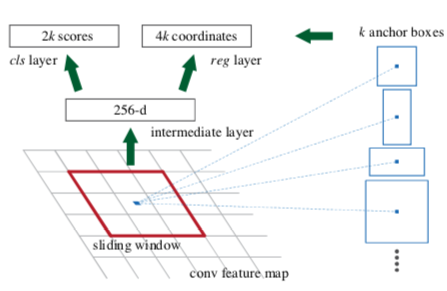 2k scores
4k coordinates
k anchor boxes
cls layer
reg layer
256-d
intermediate layer
sliding window
conv feature map